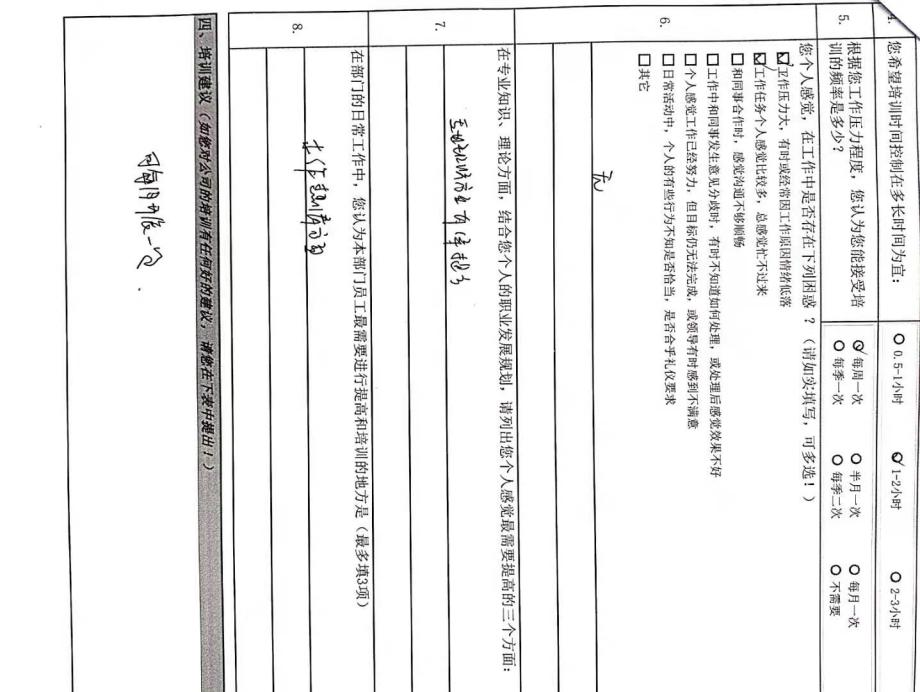 4. 您希望培训时间控制在多长时间为宜： 0.5-1小时 1-2小时 2-3小时
5. 根据您工作压力程度，您认为您能接受培训的频率是多少？
每周一次 半月一次 每月一次
每季一次 每季二次 不需要
6. 您个人感觉，在工作中是否存在下列困惑？（请如实填写，可多选！）
工作压力大，有时或经常因工作原因情绪低落
工作任务个人感觉比较多，总感觉忙不过来
和同事合作时，感觉沟通不够顺畅
工作中和同事发生意见分歧时，有时不知道如何处理，或处理后感觉效果不好
个人感觉工作已经努力，但目标仍无法完成，或领导有时感到不满意
日常活动中，个人的有些行为不知是否恰当，是否合乎礼仪要求
其它
无
7. 在专业知识、理论方面，结合您个人的职业发展规划，请列出您个人感觉最需要提高的三个方面：
8. 在部门的日常工作中，您认为本部门员工最需要进行提高和培训的地方是（最多填3项）
四、培训建议（如您对公司的培训有任何好的建议，请您在下表中提出！）
可每月开展一次.